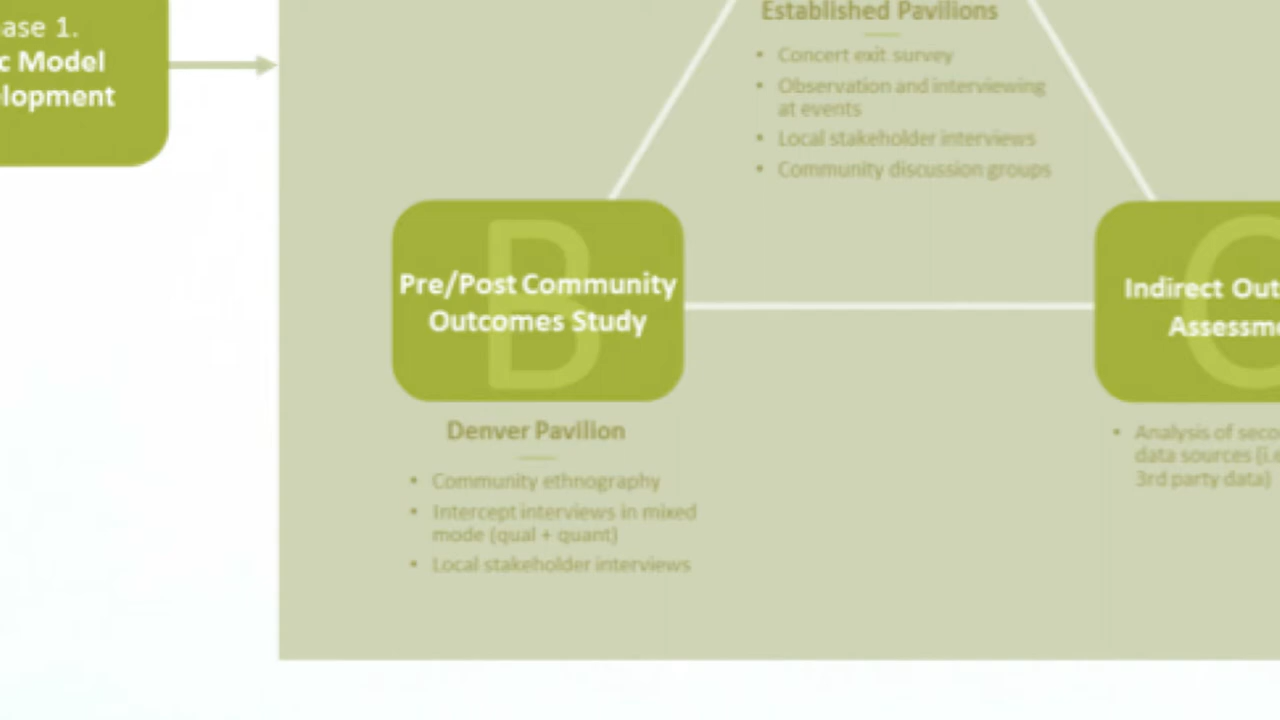 ase 1.
c Model
lopment
Established Pavilions
• Concert exit survey
• Observation and interviewing
at events
• Local stakeholder interviews
• Community discussion groups
B
Pre/Post Community
Outcomes Study
Denver Pavilion
• Community ethnography
• Intercept interviews in mixed
mode (qual + quant)
• Local stakeholder interviews
C
Indirect Out
Assessm
• Analysis of seco
data sources (i.e
3rd party data)